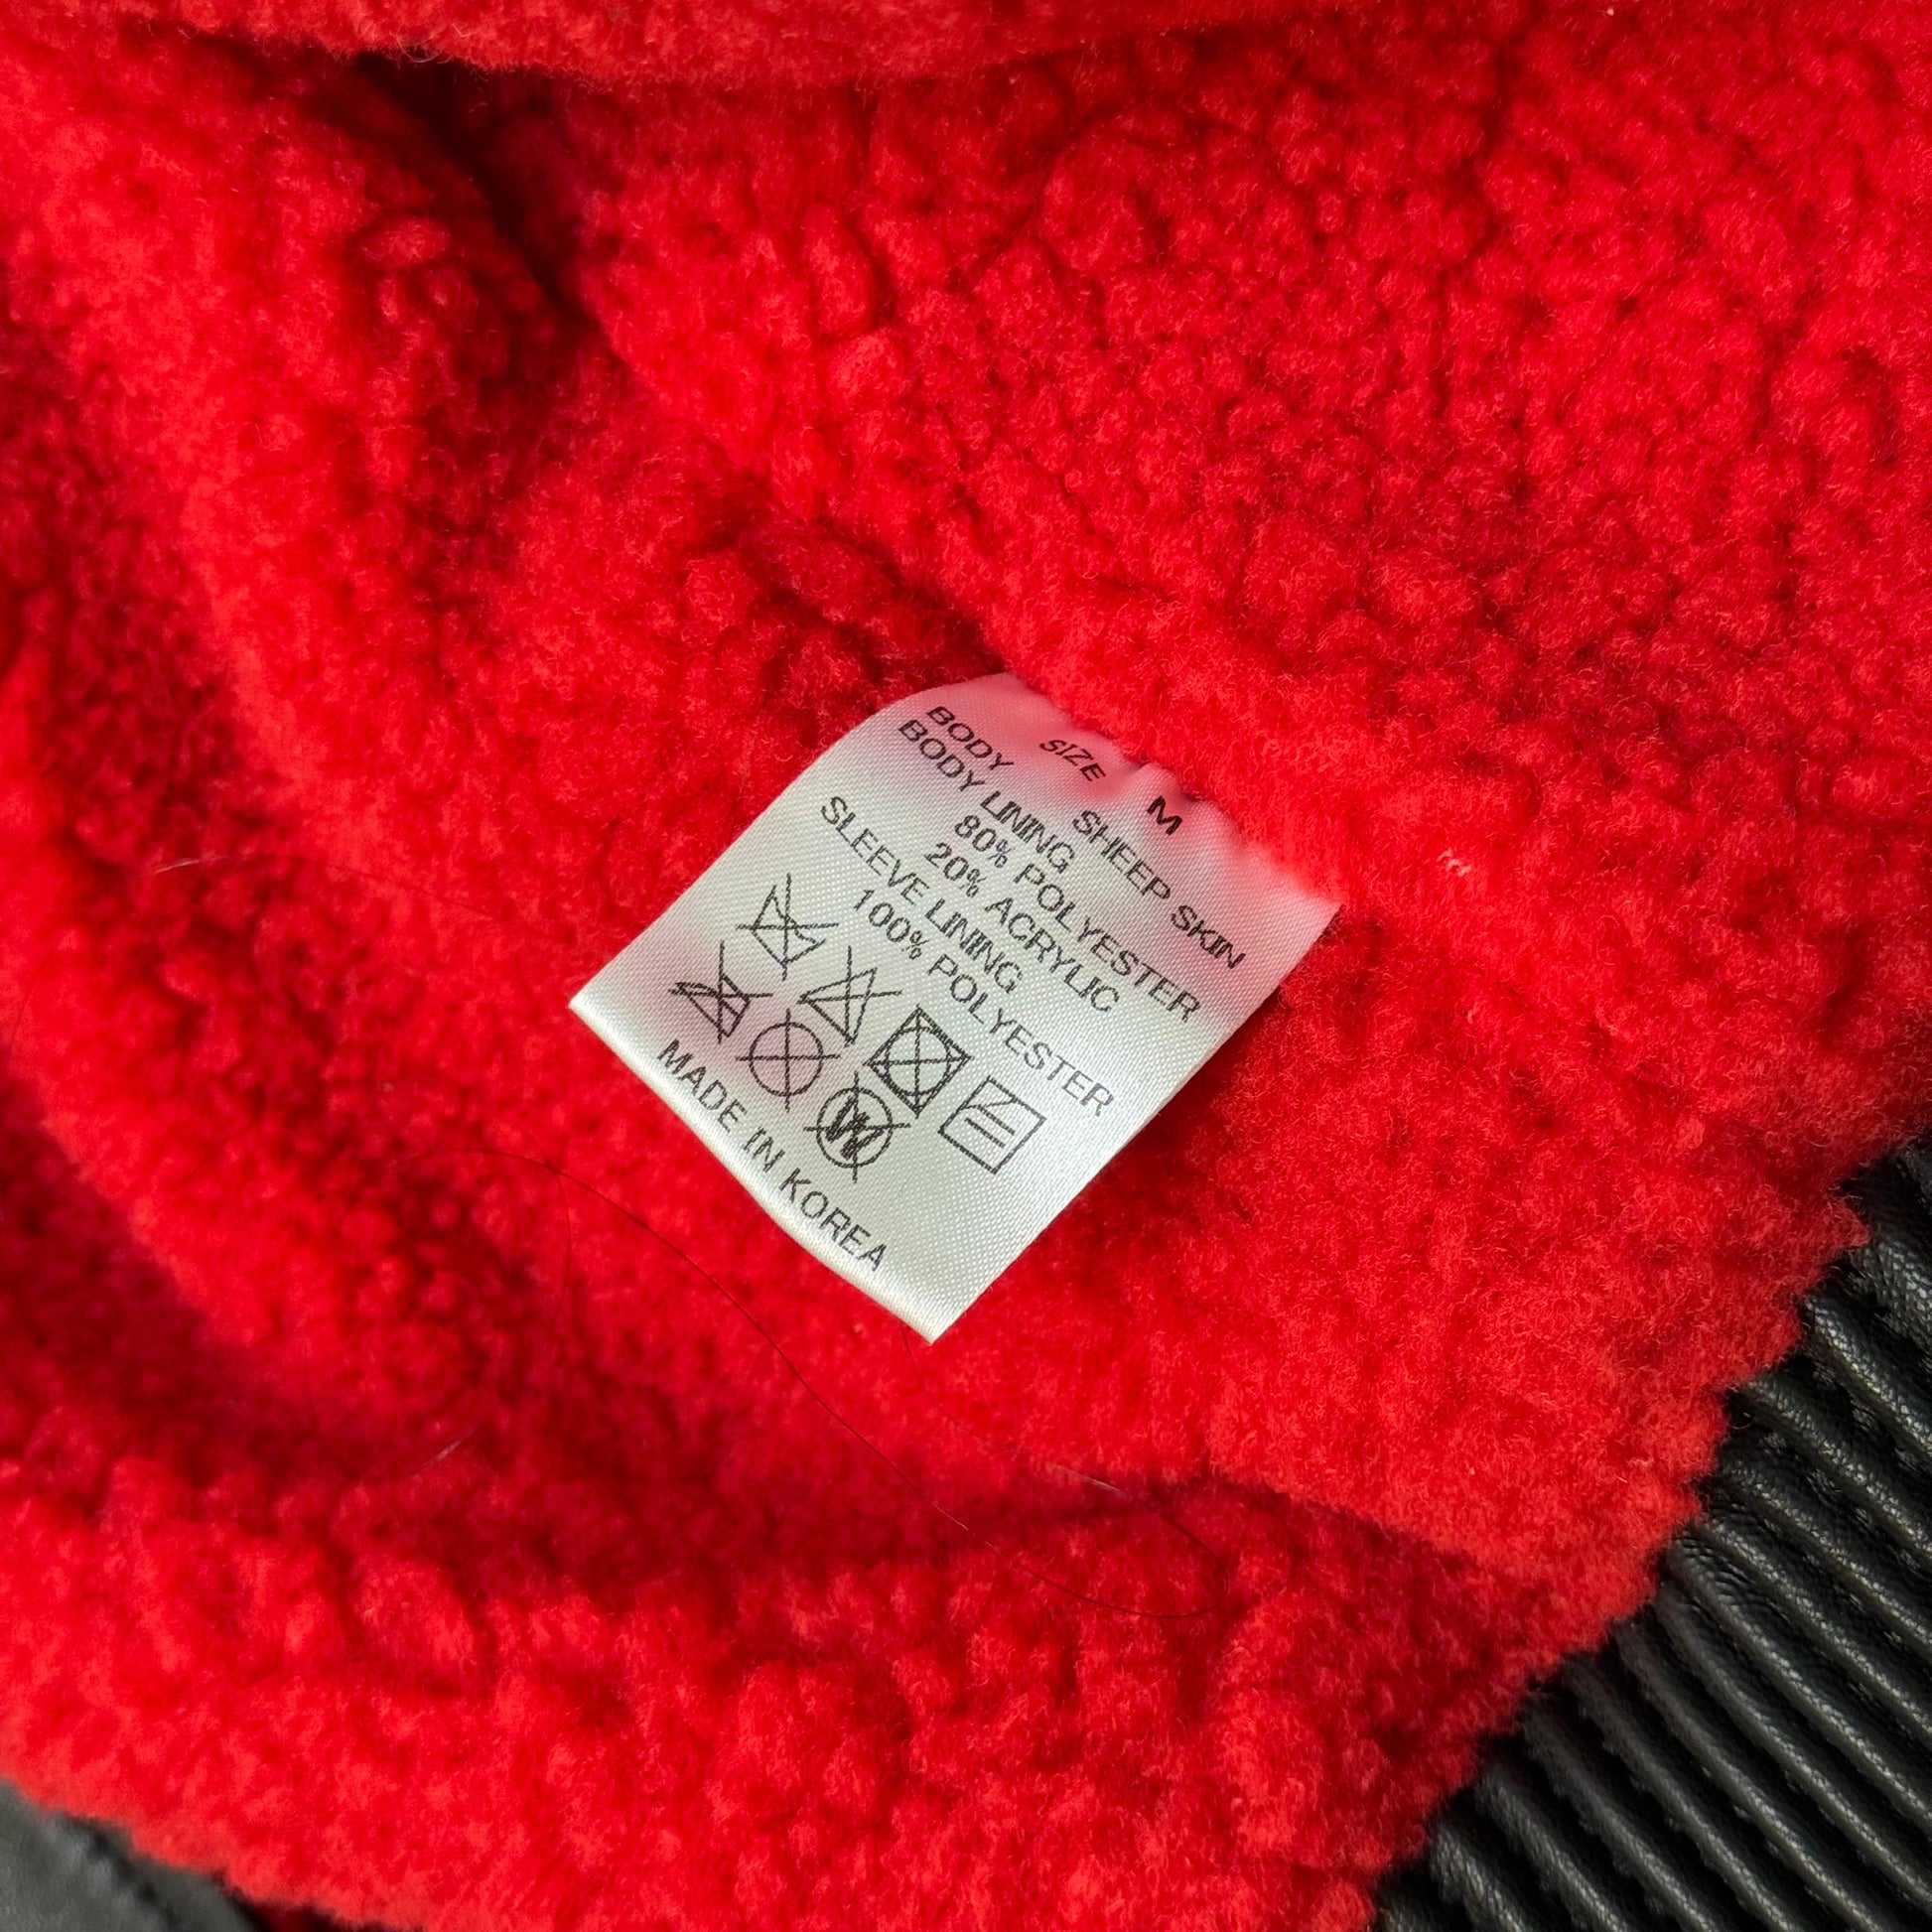 SIZE M
BODY SHEEP SKIN
BODY LINING
80% POLYESTER
20% ACRYLIC
SLEEVE LINING
100% POLYESTER
W
MADE IN KOREA